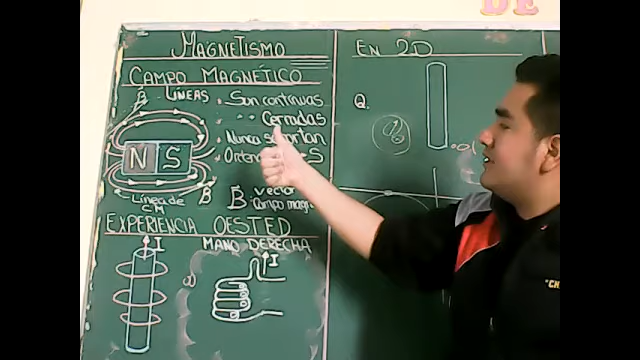 DE
MAGNETISMO
CAMPO MAGNÉTICO
B LÍNEAS
• Son continuas
• " " Cerradas
• Nunca se cortan
N S
S
Línea de
CM
B
B vector
Campo
EXPERIENCIA OESTED
I
MANO DERECHA
I
EN 2D
Q.